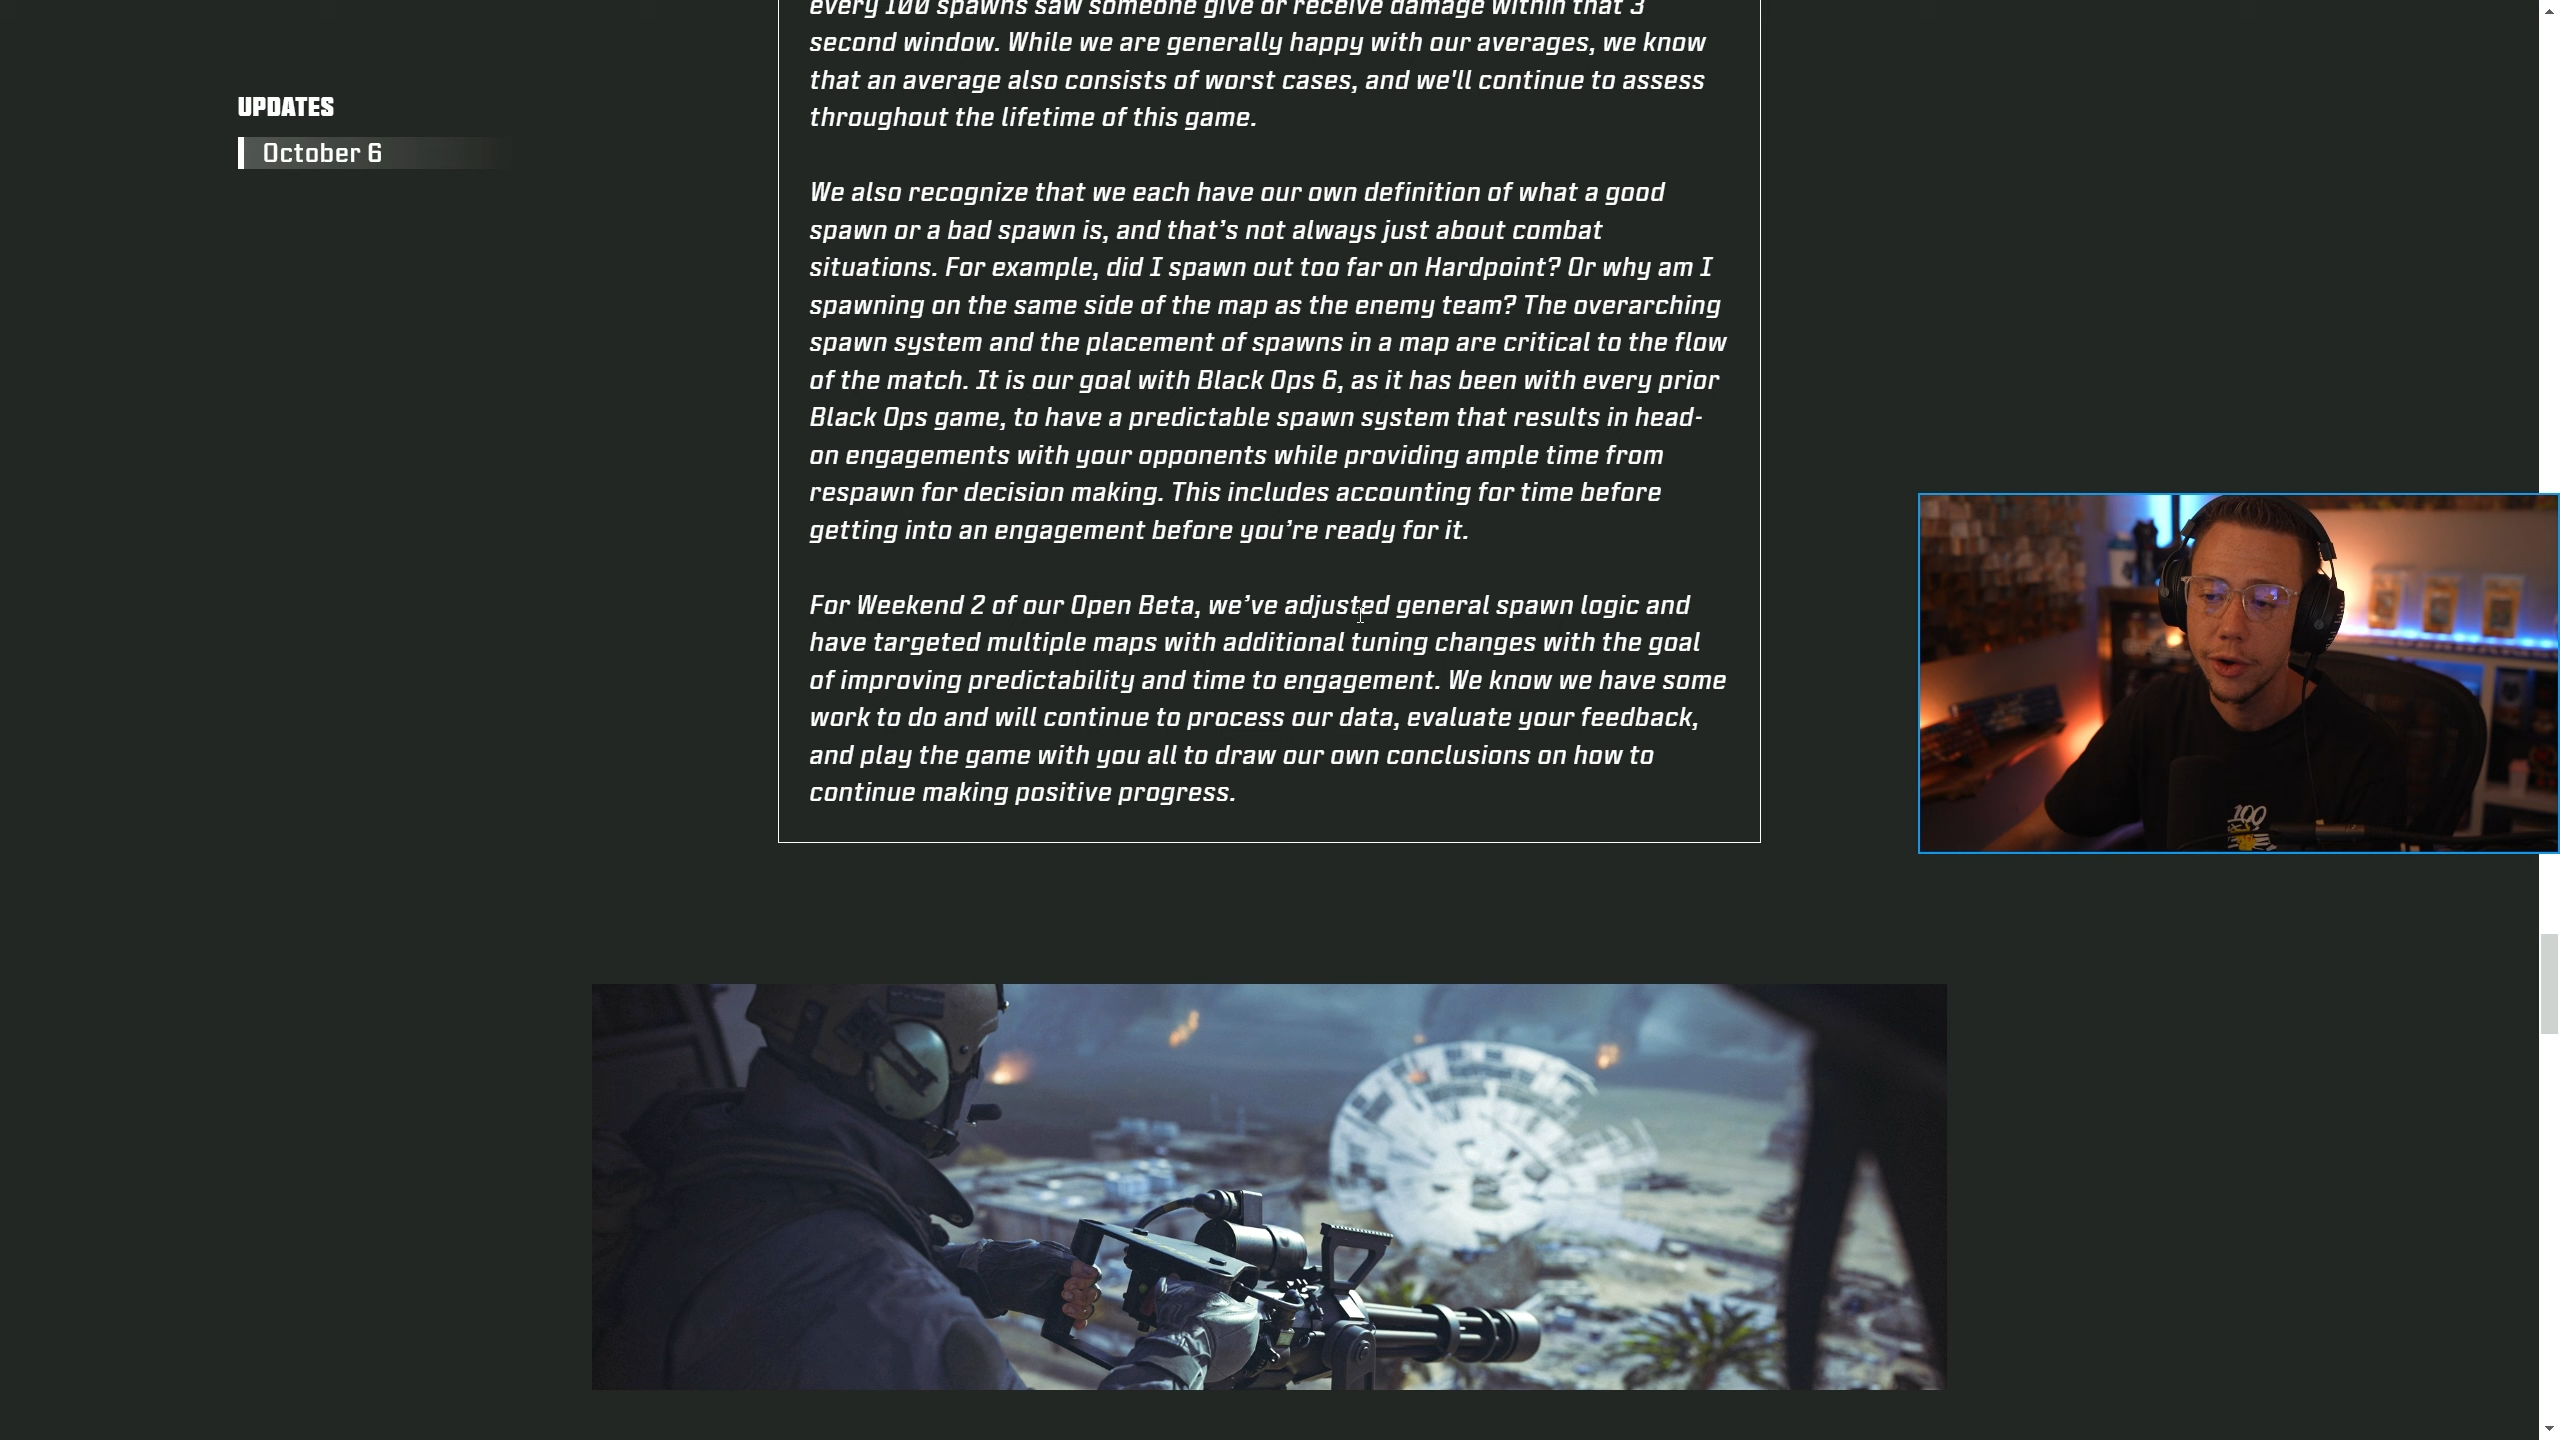 every 100 spawns saw someone give or receive damage within that 3
second window. While we are generally happy with our averages, we know
that an average also consists of worst cases, and we'll continue to assess
throughout the lifetime of this game.
UPDATES
October 6
We also recognize that we each have our own definition of what a good
spawn or a bad spawn is, and that’s not always just about combat
situations. For example, did I spawn out too far on Hardpoint? Or why am I
spawning on the same side of the map as the enemy team? The overarching
spawn system and the placement of spawns in a map are critical to the flow
of the match. It is our goal with Black Ops 6, as it has been with every prior
Black Ops game, to have a predictable spawn system that results in head-
on engagements with your opponents while providing ample time from
respawn for decision making. This includes accounting for time before
getting into an engagement before you’re ready for it.
For Weekend 2 of our Open Beta, we’ve adjusted general spawn logic and
have targeted multiple maps with additional tuning changes with the goal
of improving predictability and time to engagement. We know we have some
work to do and will continue to process our data, evaluate your feedback,
and play the game with you all to draw our own conclusions on how to
continue making positive progress.
100